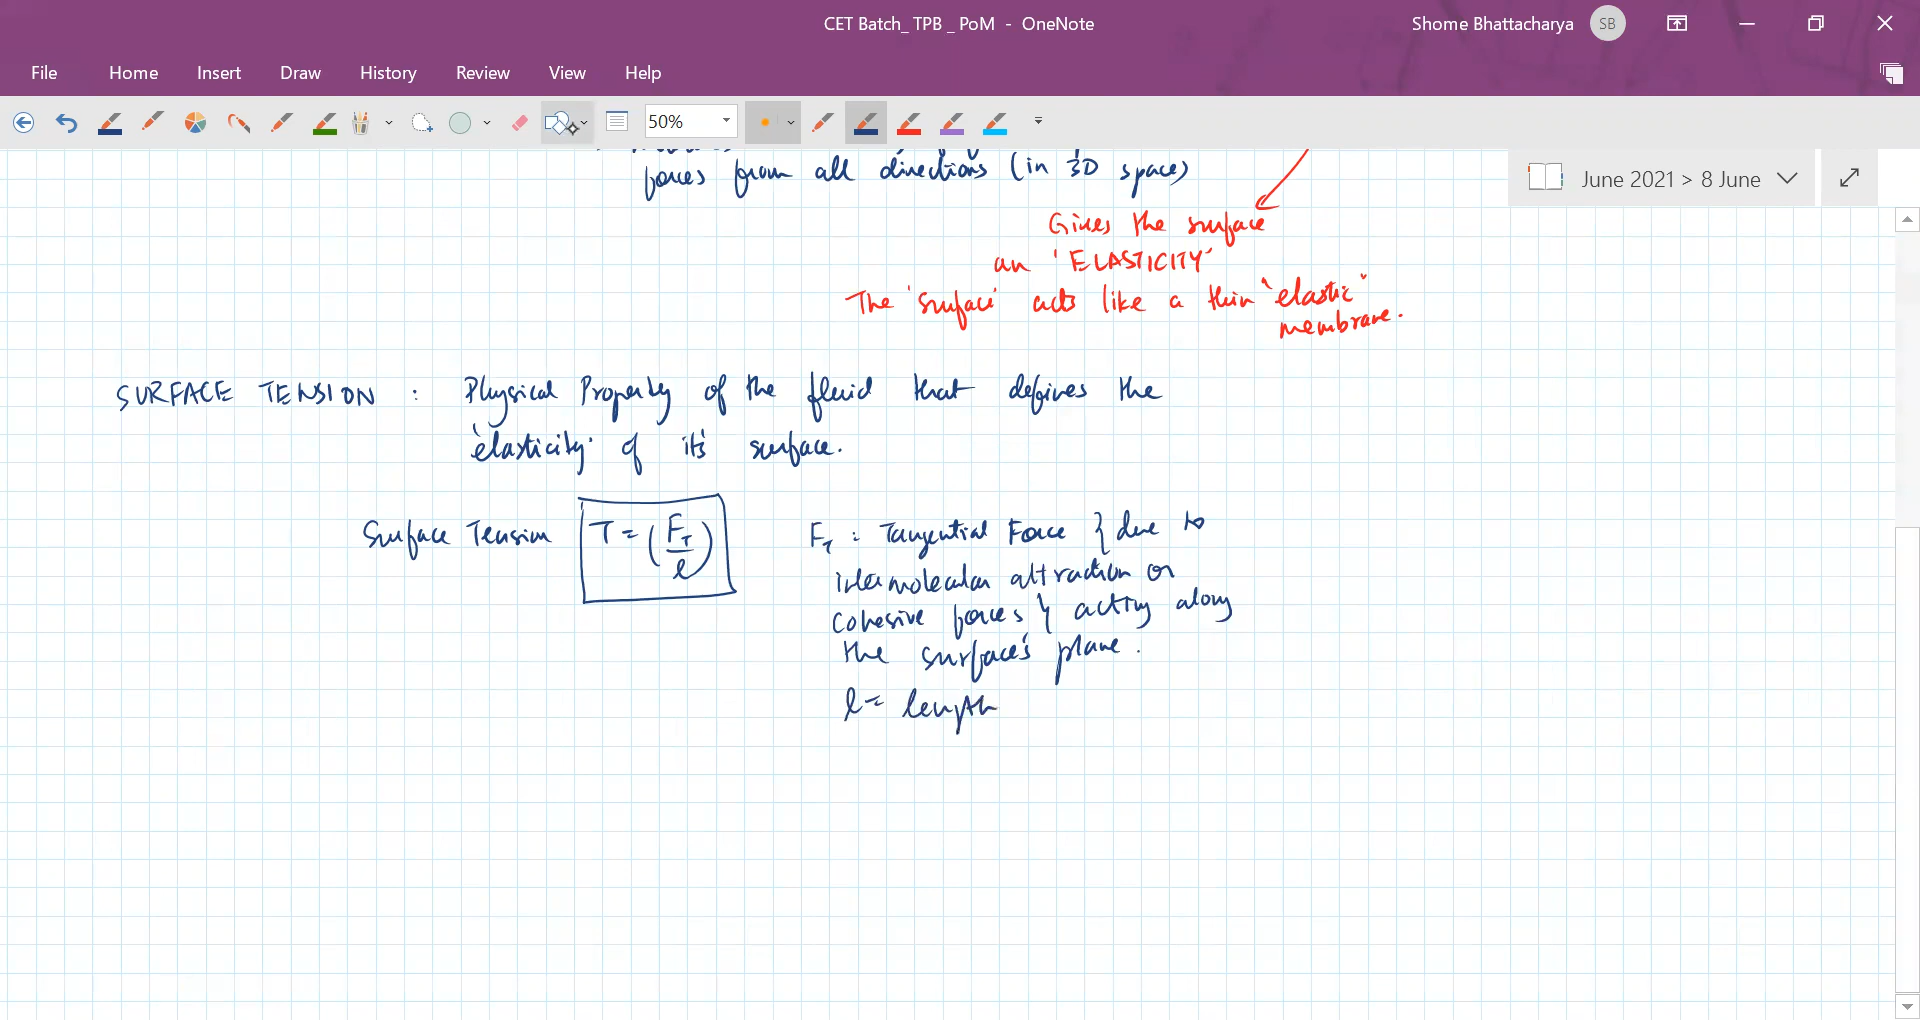 CET Batch_ TPB _ PoM - OneNote
Shome Bhattacharya SB
File Home Insert Draw History Review View Help
50%
June 2021 > 8 June
forces from all directions (in 3D space)
Gives the surface
an 'ELASTICITY'
The 'surface' acts like a thin "elastic"
membrane.
SURFACE TENSION : Physical Property of the fluid that defines the
'elasticity' of it's surface.
Surface Tension T = (F_T / l)
F_T : Tangential Force } due to
intermolecular attraction or
cohesive forces } acting along
the surface's plane.
l = length